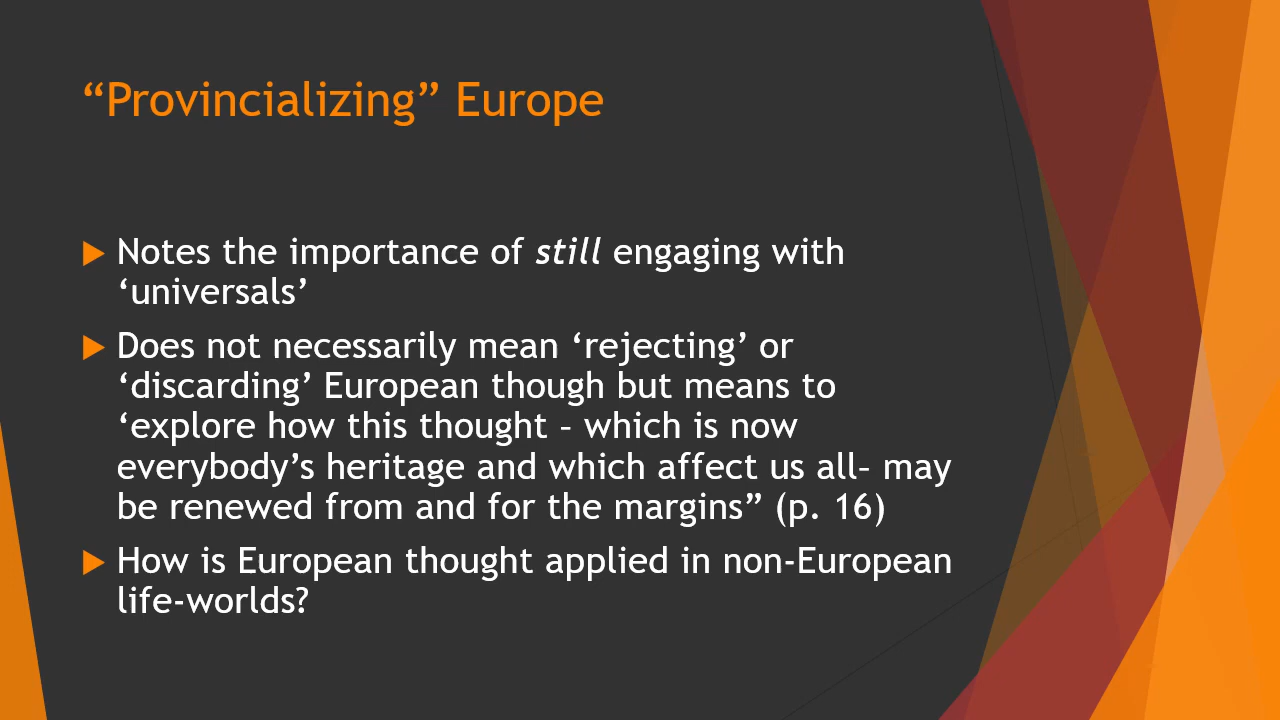 “Provincializing” Europe
Notes the importance of still engaging with
‘universals’
Does not necessarily mean ‘rejecting’ or
‘discarding’ European though but means to
‘explore how this thought – which is now
everybody’s heritage and which affect us all– may
be renewed from and for the margins” (p. 16)
How is European thought applied in non-European
life-worlds?